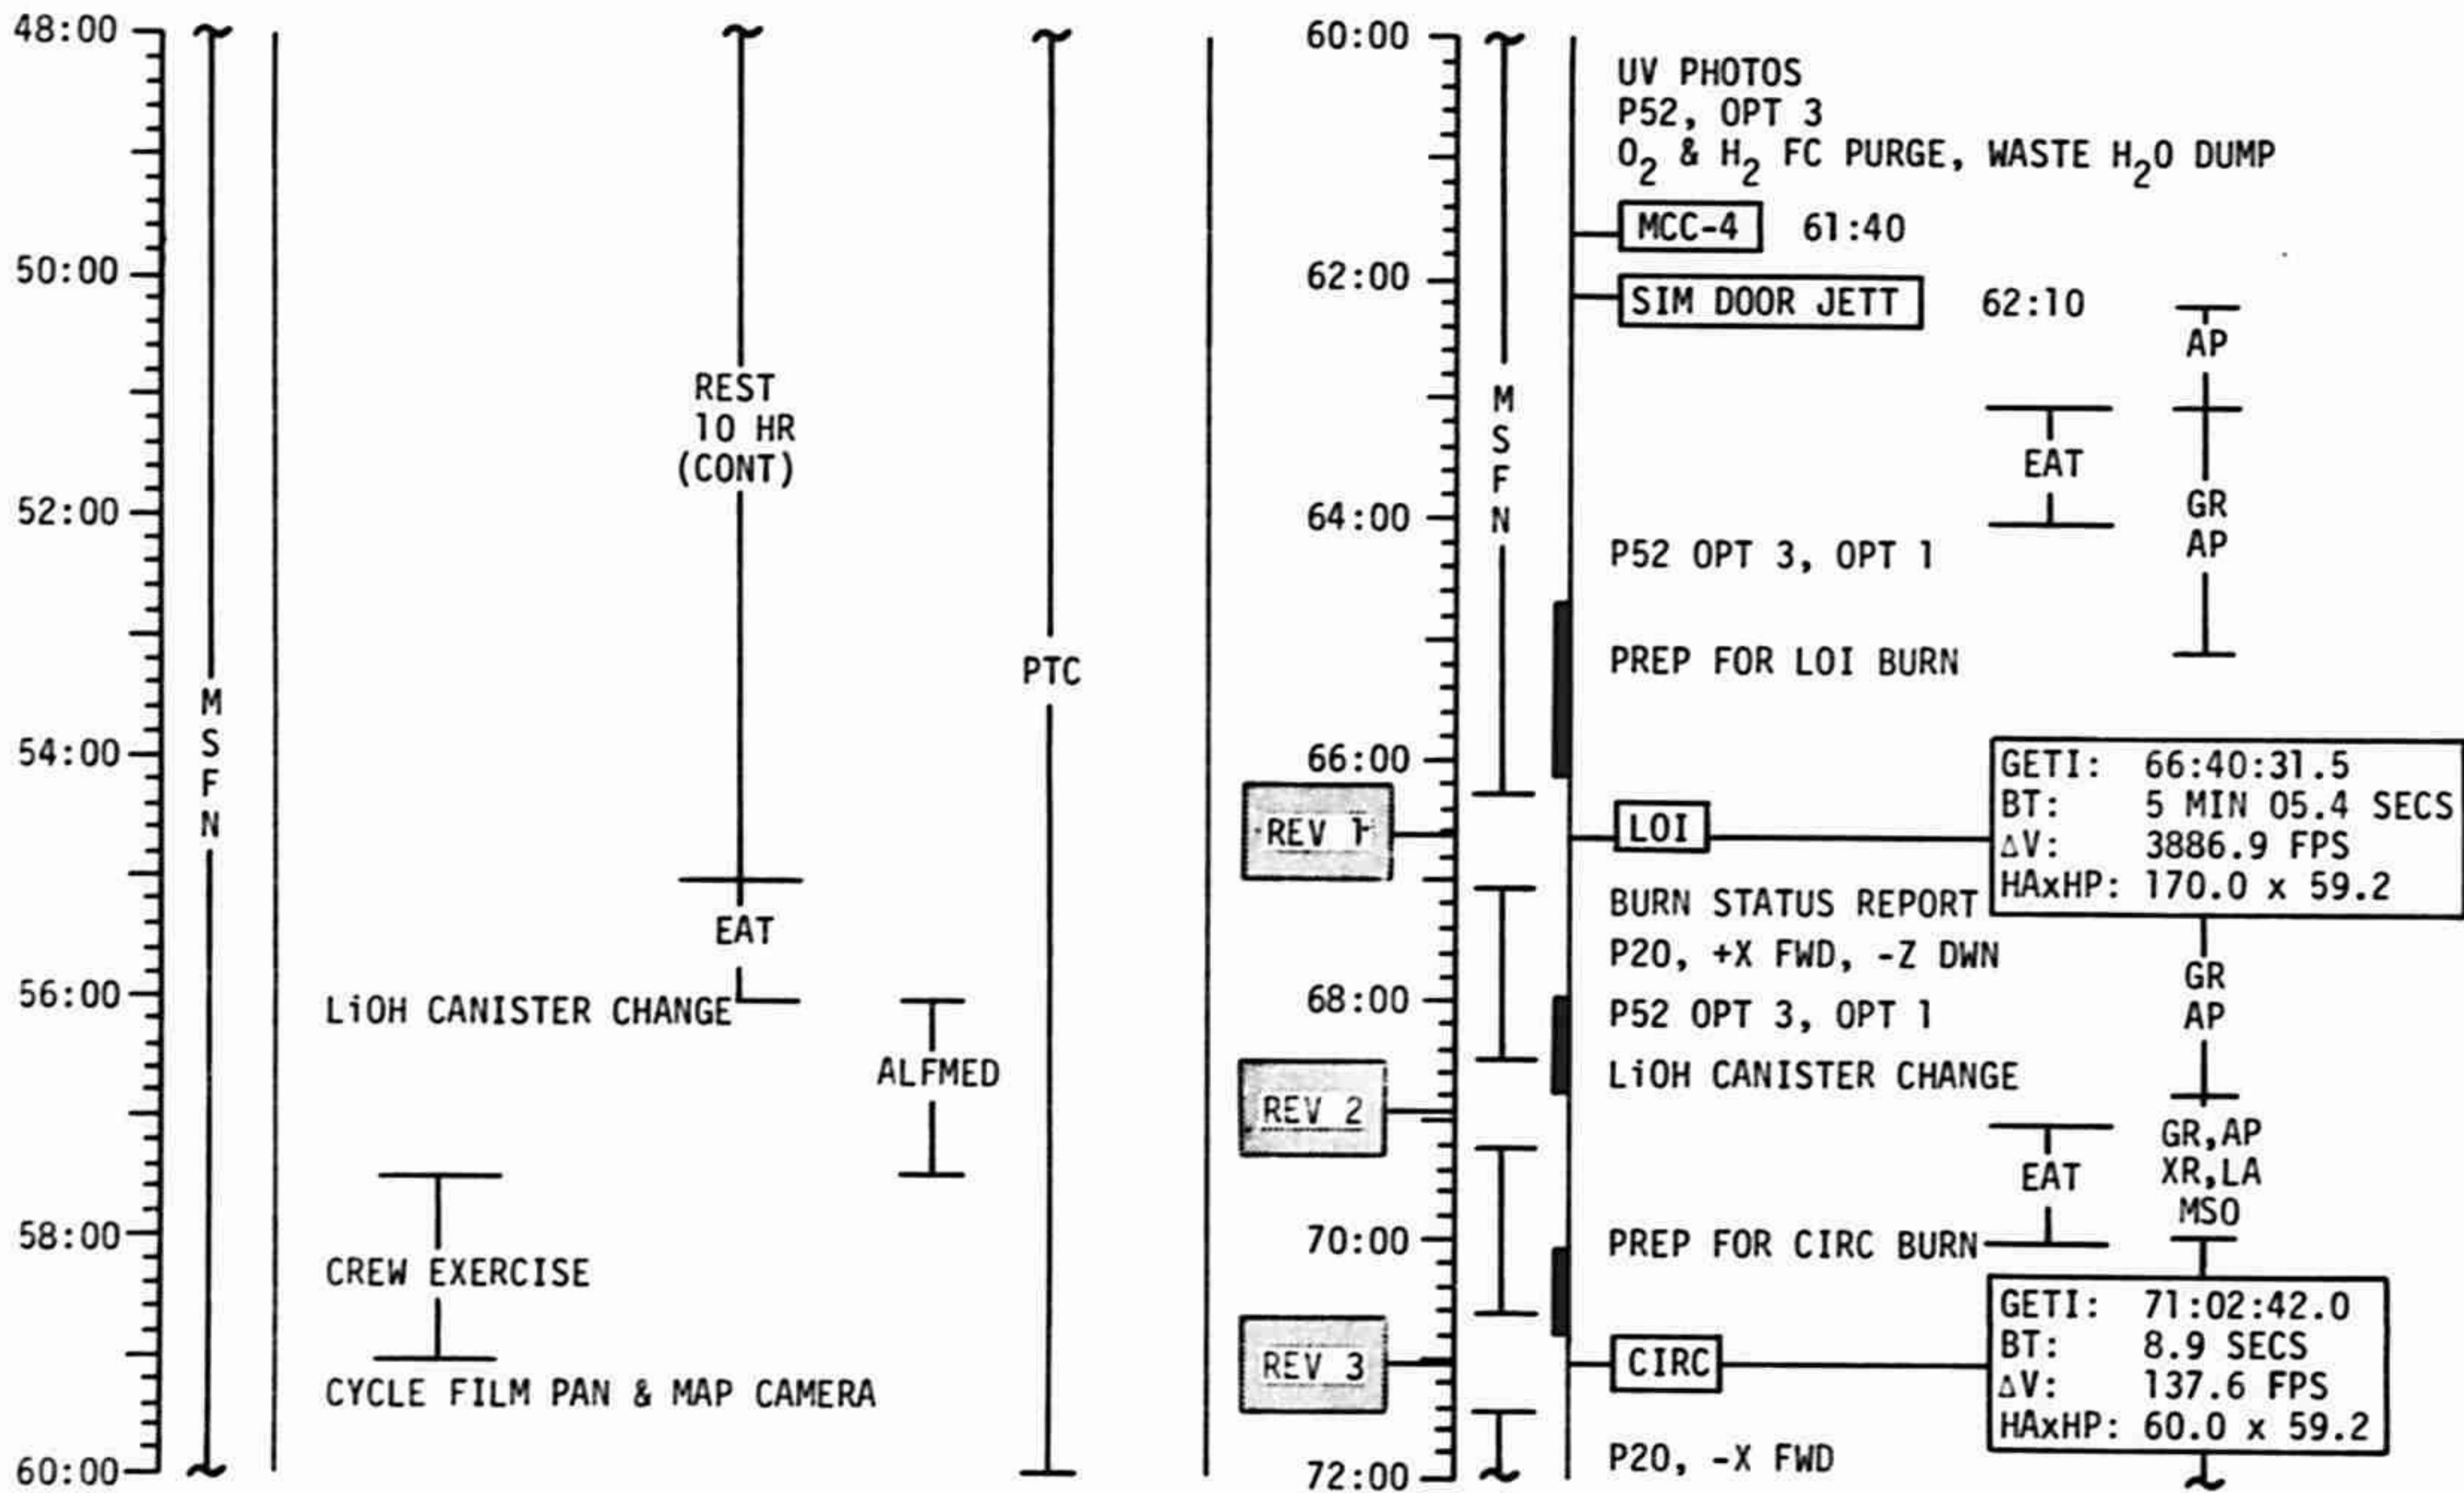 48:00
50:00
52:00
54:00
56:00
58:00
60:00
M
S
F
N
REST
10 HR
(CONT)
EAT
LiOH CANISTER CHANGE
ALFMED
CREW EXERCISE
CYCLE FILM PAN & MAP CAMERA
PTC
60:00
62:00
64:00
66:00
68:00
70:00
72:00
REV 1
REV 2
REV 3
M
S
F
N
UV PHOTOS
P52, OPT 3
O₂ & H₂ FC PURGE, WASTE H₂O DUMP
MCC-4 61:40
SIM DOOR JETT 62:10
AP
EAT
GR
AP
P52 OPT 3, OPT 1
PREP FOR LOI BURN
LOI
GETI: 66:40:31.5
BT: 5 MIN 05.4 SECS
ΔV: 3886.9 FPS
HAxHP: 170.0 x 59.2
BURN STATUS REPORT
P20, +X FWD, -Z DWN
GR
AP
P52 OPT 3, OPT 1
LiOH CANISTER CHANGE
EAT
GR,AP
XR,LA
MSO
PREP FOR CIRC BURN
CIRC
GETI: 71:02:42.0
BT: 8.9 SECS
ΔV: 137.6 FPS
HAxHP: 60.0 x 59.2
P20, -X FWD